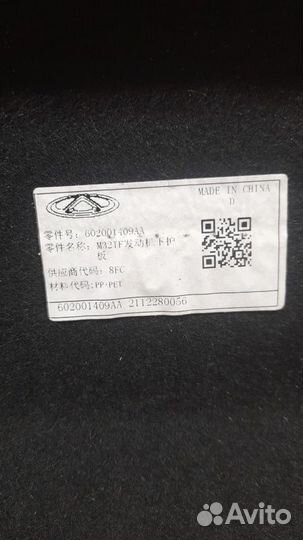 MADE IN CHINA
D
零件号: 602001409AA
零件名称: M32TF发动机下护
板
供应商代码: 8FC
材料代码: PP+PET
602001409AA 2112280056
Avito